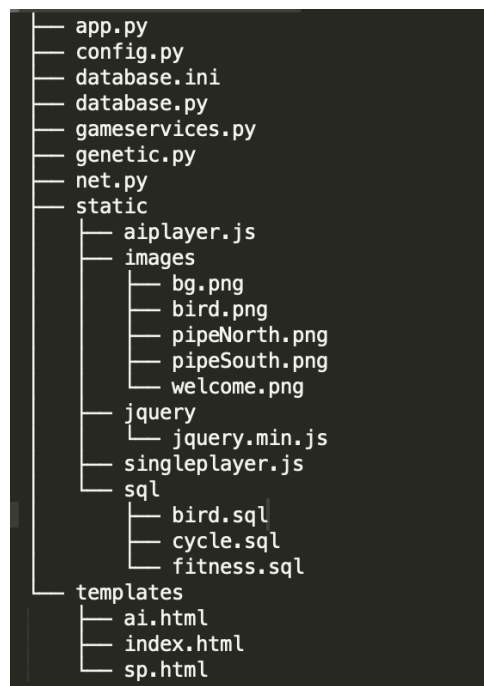 ├── app.py
├── config.py
├── database.ini
├── database.py
├── gameservices.py
├── genetic.py
├── net.py
├── static
│   ├── aiplayer.js
│   ├── images
│   │   ├── bg.png
│   │   ├── bird.png
│   │   ├── pipeNorth.png
│   │   ├── pipeSouth.png
│   │   └── welcome.png
│   ├── jquery
│   │   └── jquery.min.js
│   ├── singleplayer.js
│   └── sql
│       ├── bird.sql
│       ├── cycle.sql
│       └── fitness.sql
└── templates
    ├── ai.html
    ├── index.html
    └── sp.html